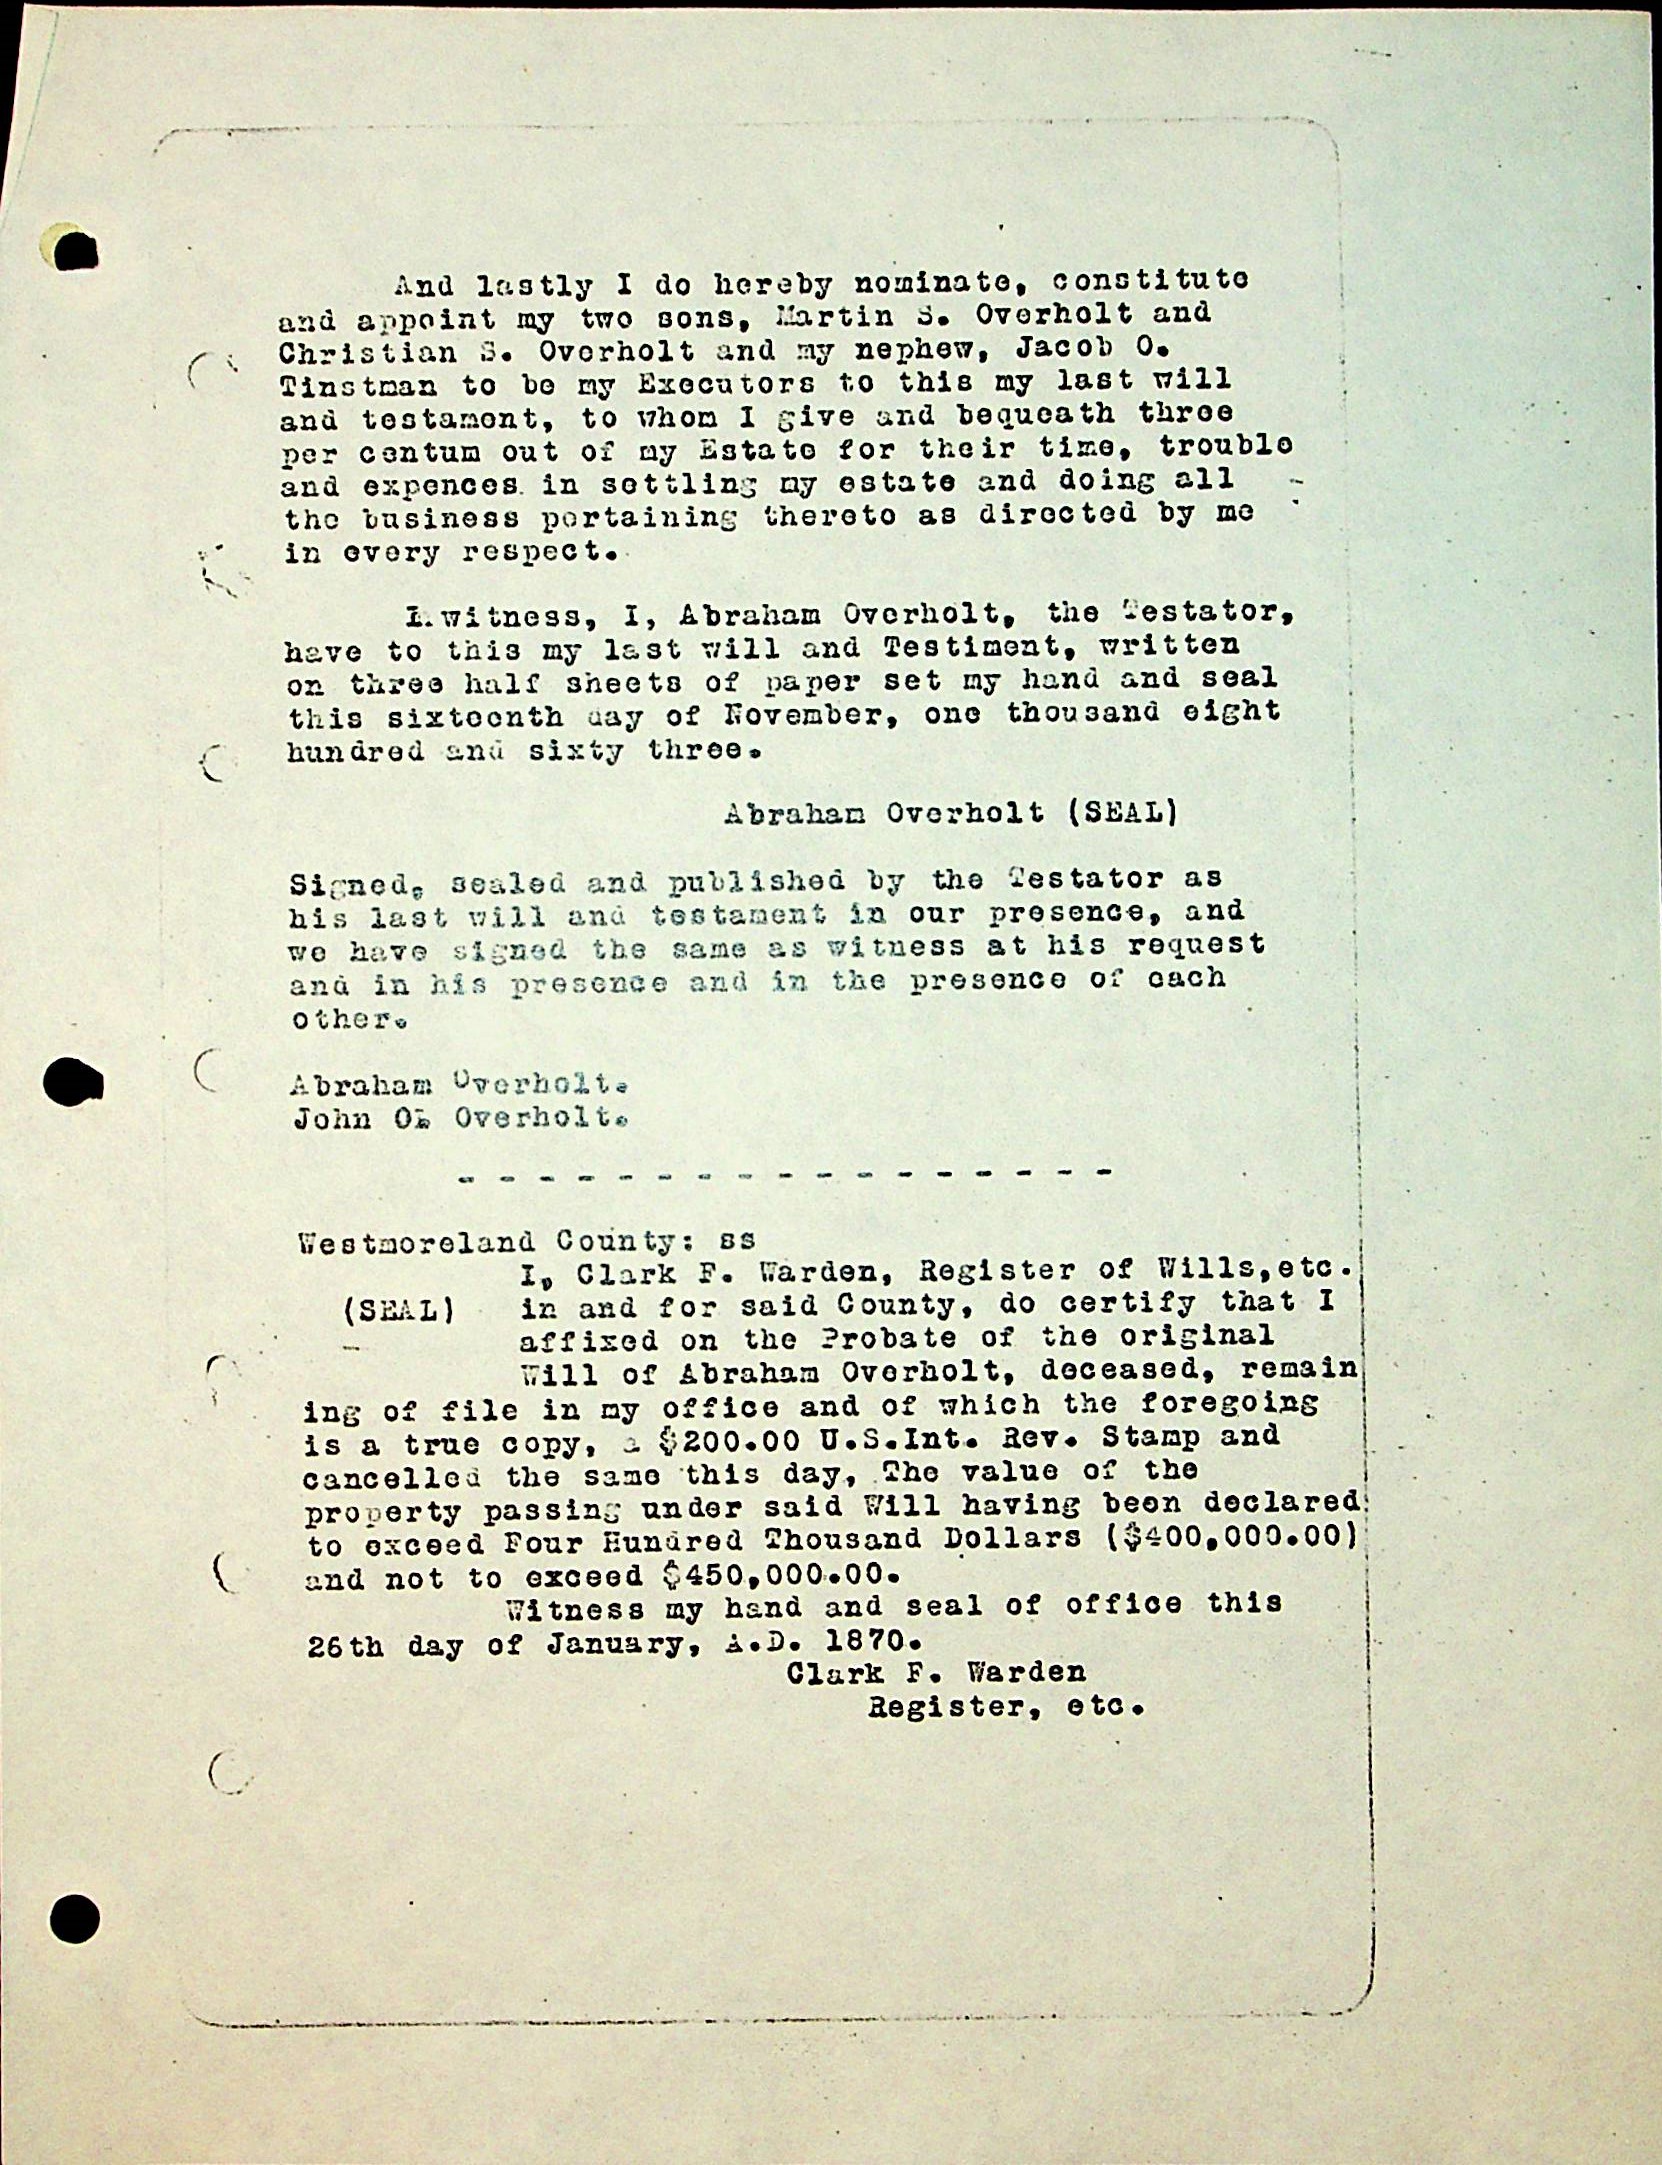 And lastly I do hereby nominate, constitute
and appoint my two sons, Martin S. Overholt and
Christian S. Overholt and my nephew, Jacob O.
Tinstman to be my Executors to this my last will
and testament, to whom I give and bequeath three
per centum out of my Estate for their time, trouble
and expences in settling my estate and doing all
the business pertaining thereto as directed by me
in every respect.
witness, I, Abraham Overholt, the Testator,
have to this my last will and Testiment, written
on three half sheets of paper set my hand and seal
this sixteenth day of November, one thousand eight
hundred and sixty three.
Abraham Overholt (SEAL)
Signed, sealed and published by the Testator as
his last will and testament in our presence, and
we have signed the same as witness at his request
and in his presence and in the presence of each
other.
Abraham Overholt.
John Overholt.
- - - - - - - - - - - - - - - - -
Westmoreland County: ss
I, Clark F. Warden, Register of Wills,etc.
(SEAL) in and for said County, do certify that I
affixed on the Probate of the original
Will of Abraham Overholt, deceased, remain
ing of file in my office and of which the foregoing
is a true copy, a $200.00 U.S.Int. Rev. Stamp and
cancelled the same this day, The value of the
property passing under said Will having been declared
to exceed Four Hundred Thousand Dollars ($400,000.00)
and not to exceed $450,000.00.
Witness my hand and seal of office this
26th day of January, A.D. 1870.
Clark F. Warden
Register, etc.